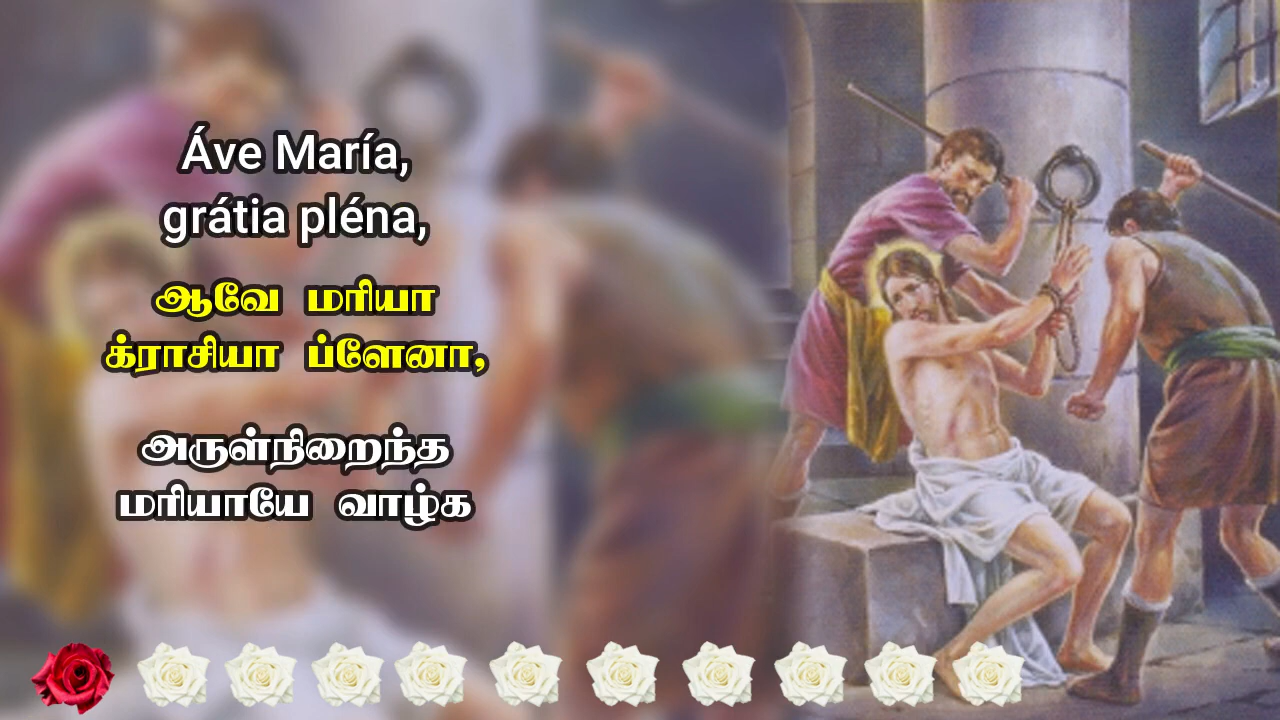 Áve María,
grátia pléna,
ஆவே மரியா
க்ராசியா ப்ளேனா,
அருள்நிறைந்த
மரியாயே வாழ்க